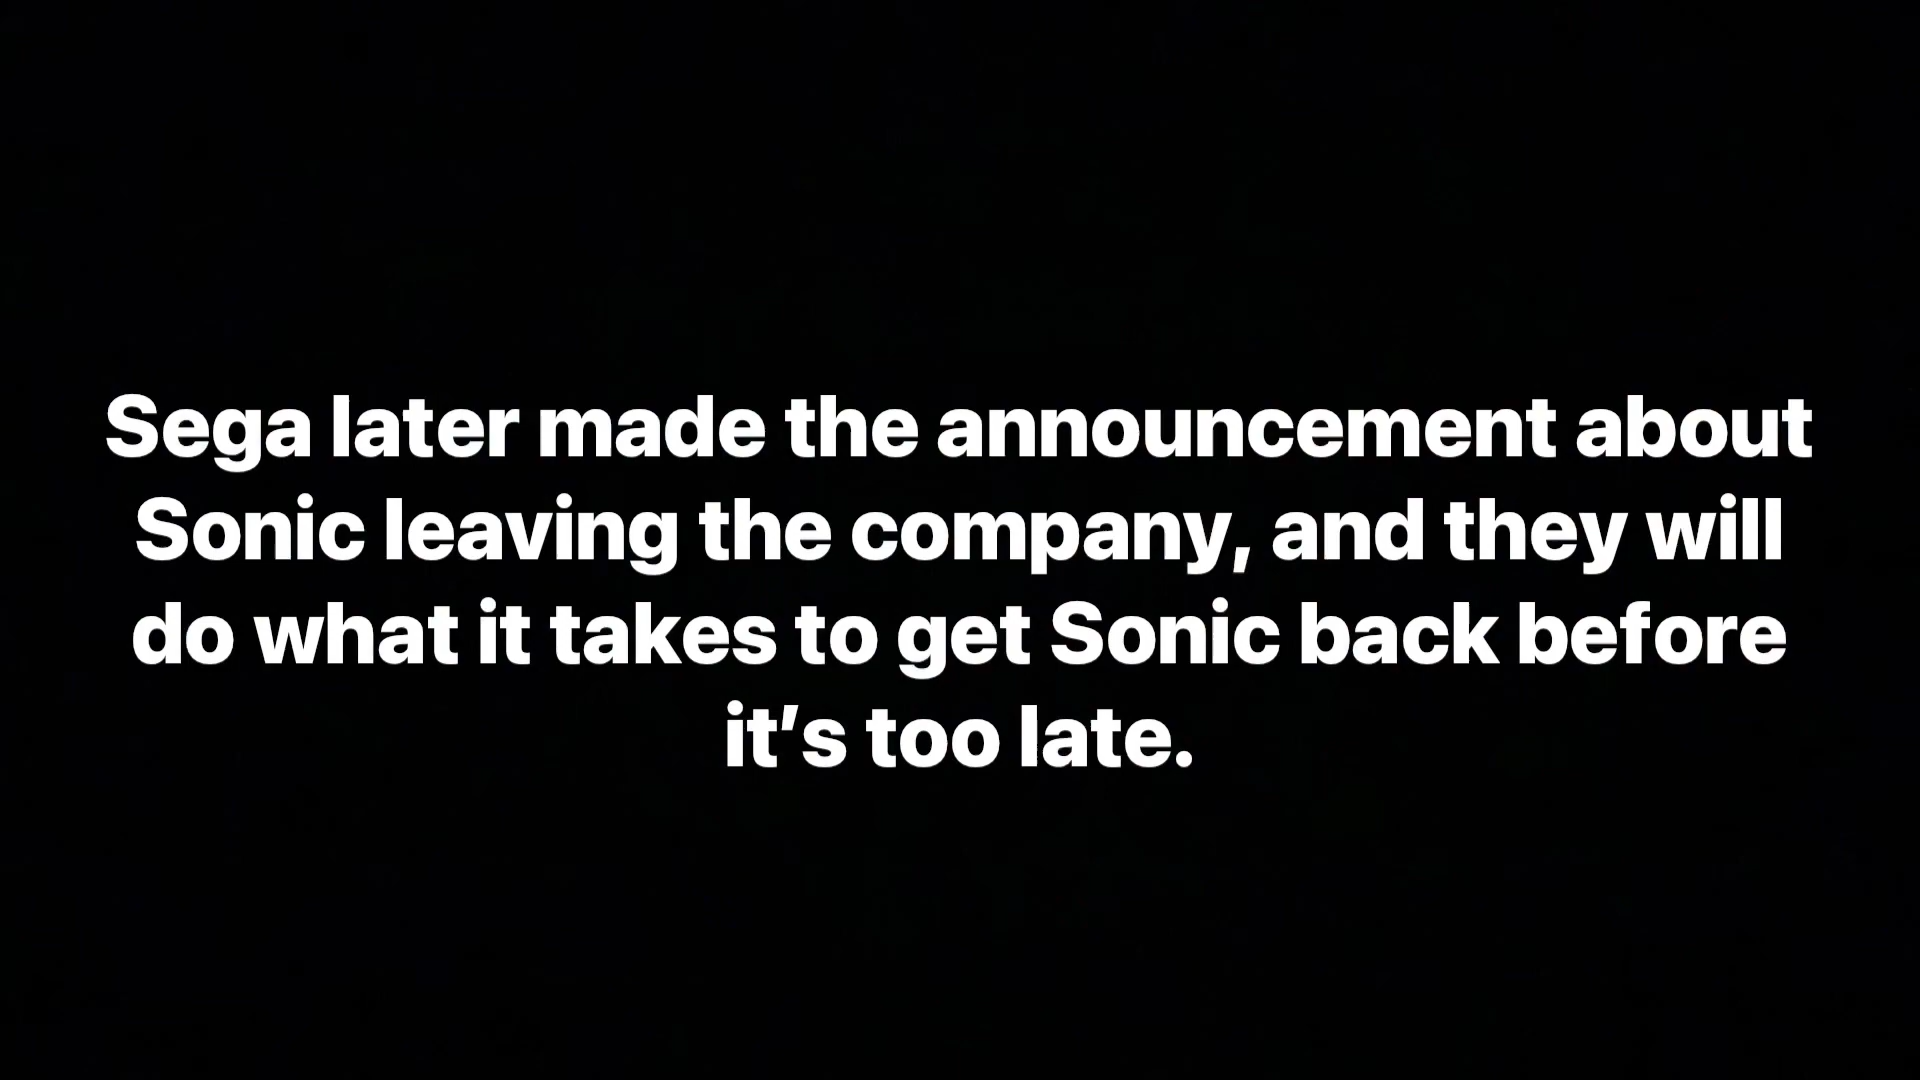 Sega later made the announcement about
Sonic leaving the company, and they will
do what it takes to get Sonic back before
it’s too late.